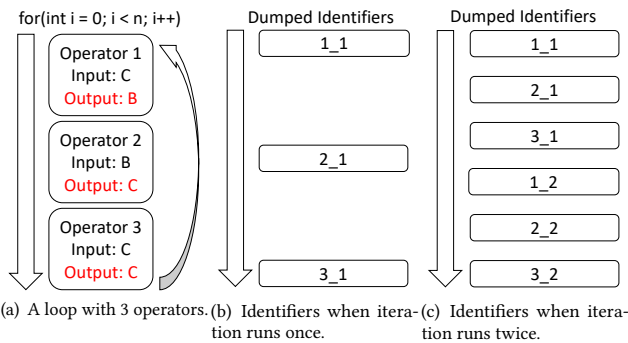 for(int i = 0; i < n; i++)
Operator 1
Input: C
Output: B
Operator 2
Input: B
Output: C
Operator 3
Input: C
Output: C
(a) A loop with 3 operators.
Dumped Identifiers
1_1
2_1
3_1
(b) Identifiers when itera-
tion runs once.
Dumped Identifiers
1_1
2_1
3_1
1_2
2_2
3_2
(c) Identifiers when itera-
tion runs twice.